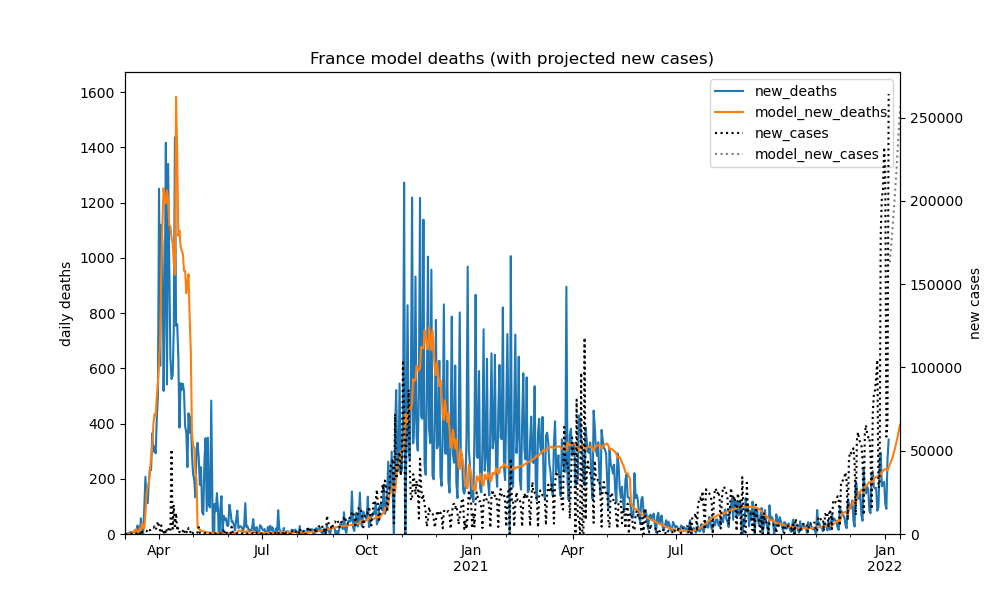 France model deaths (with projected new cases)
new_deaths
model_new_deaths
new_cases
model_new_cases
daily deaths
1600
1400
1200
1000
800
600
400
200
0
new cases
250000
200000
150000
100000
50000
0
Apr
Jul
Oct
Jan
2021
Apr
Jul
Oct
Jan
2022